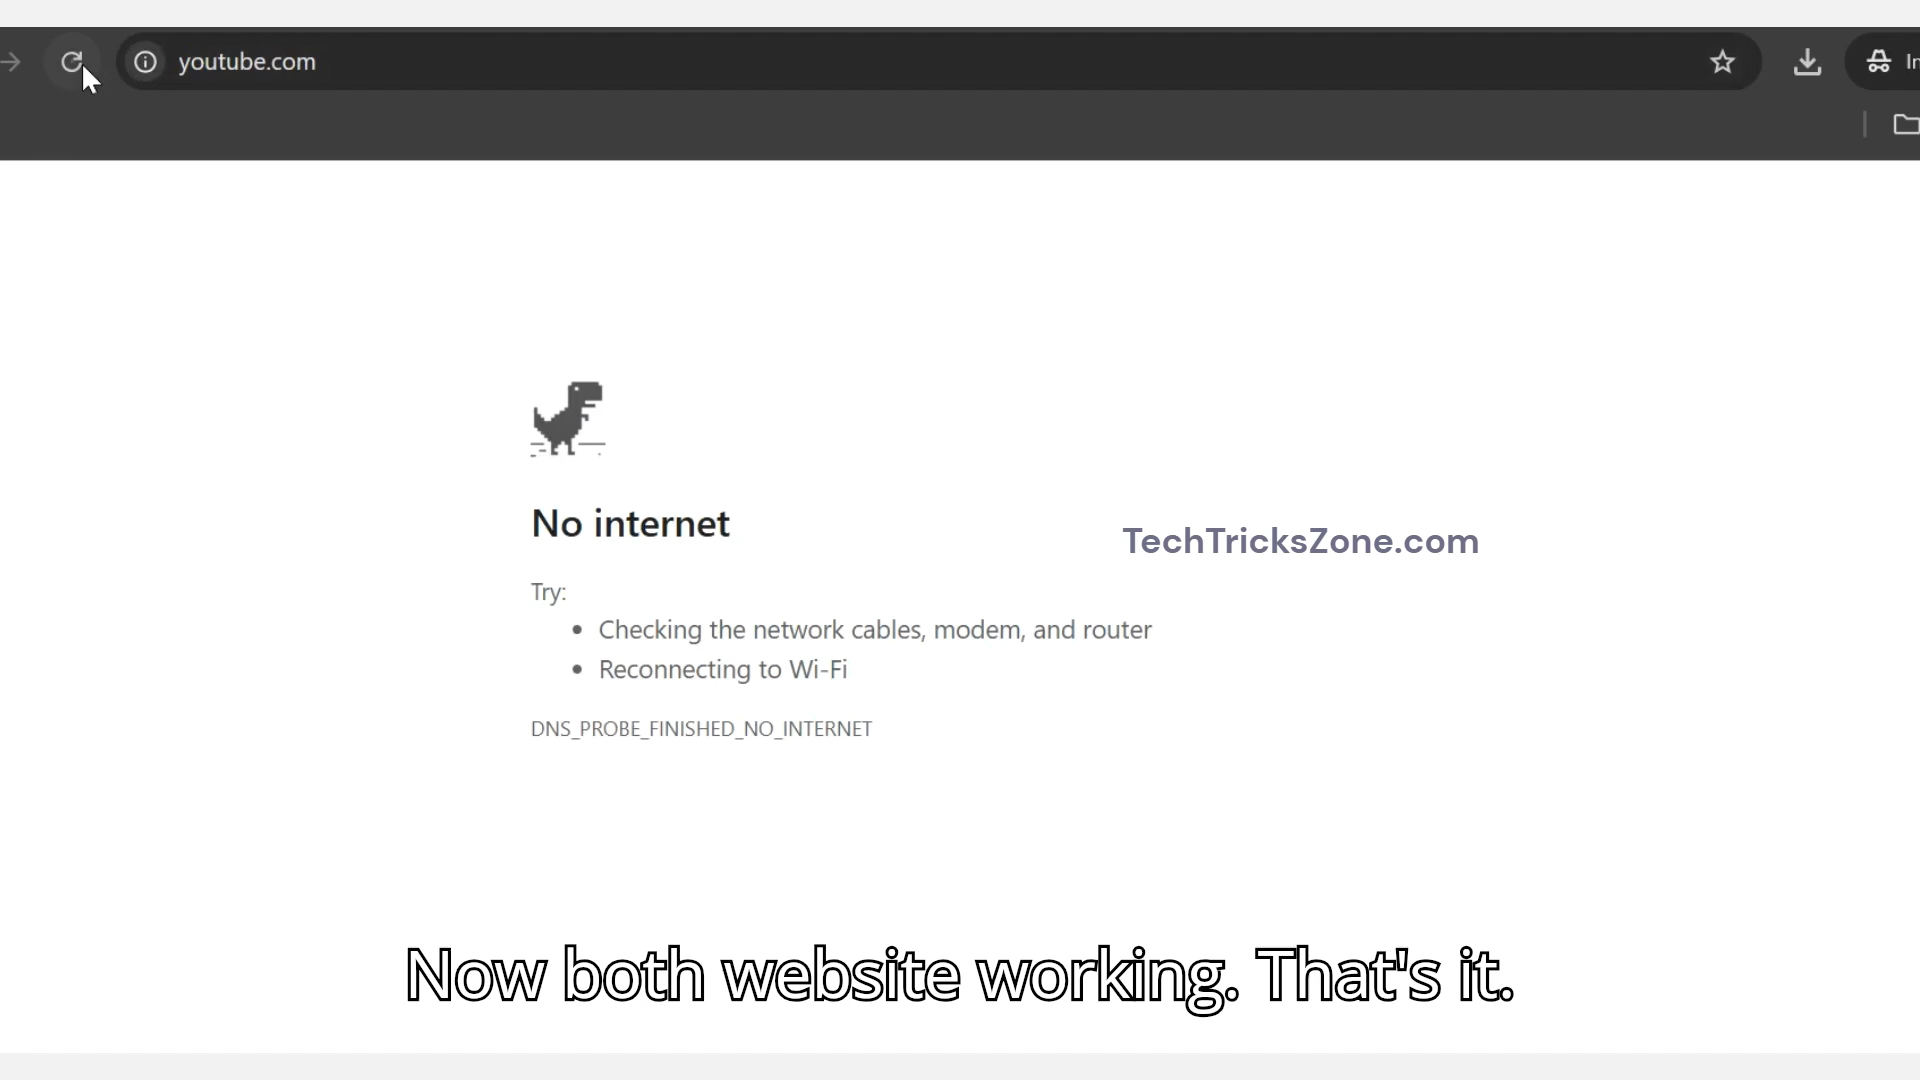 youtube.com
No internet
TechTricksZone.com
Try:
Checking the network cables, modem, and router
Reconnecting to Wi-Fi
DNS_PROBE_FINISHED_NO_INTERNET
Now both website working. That's it.